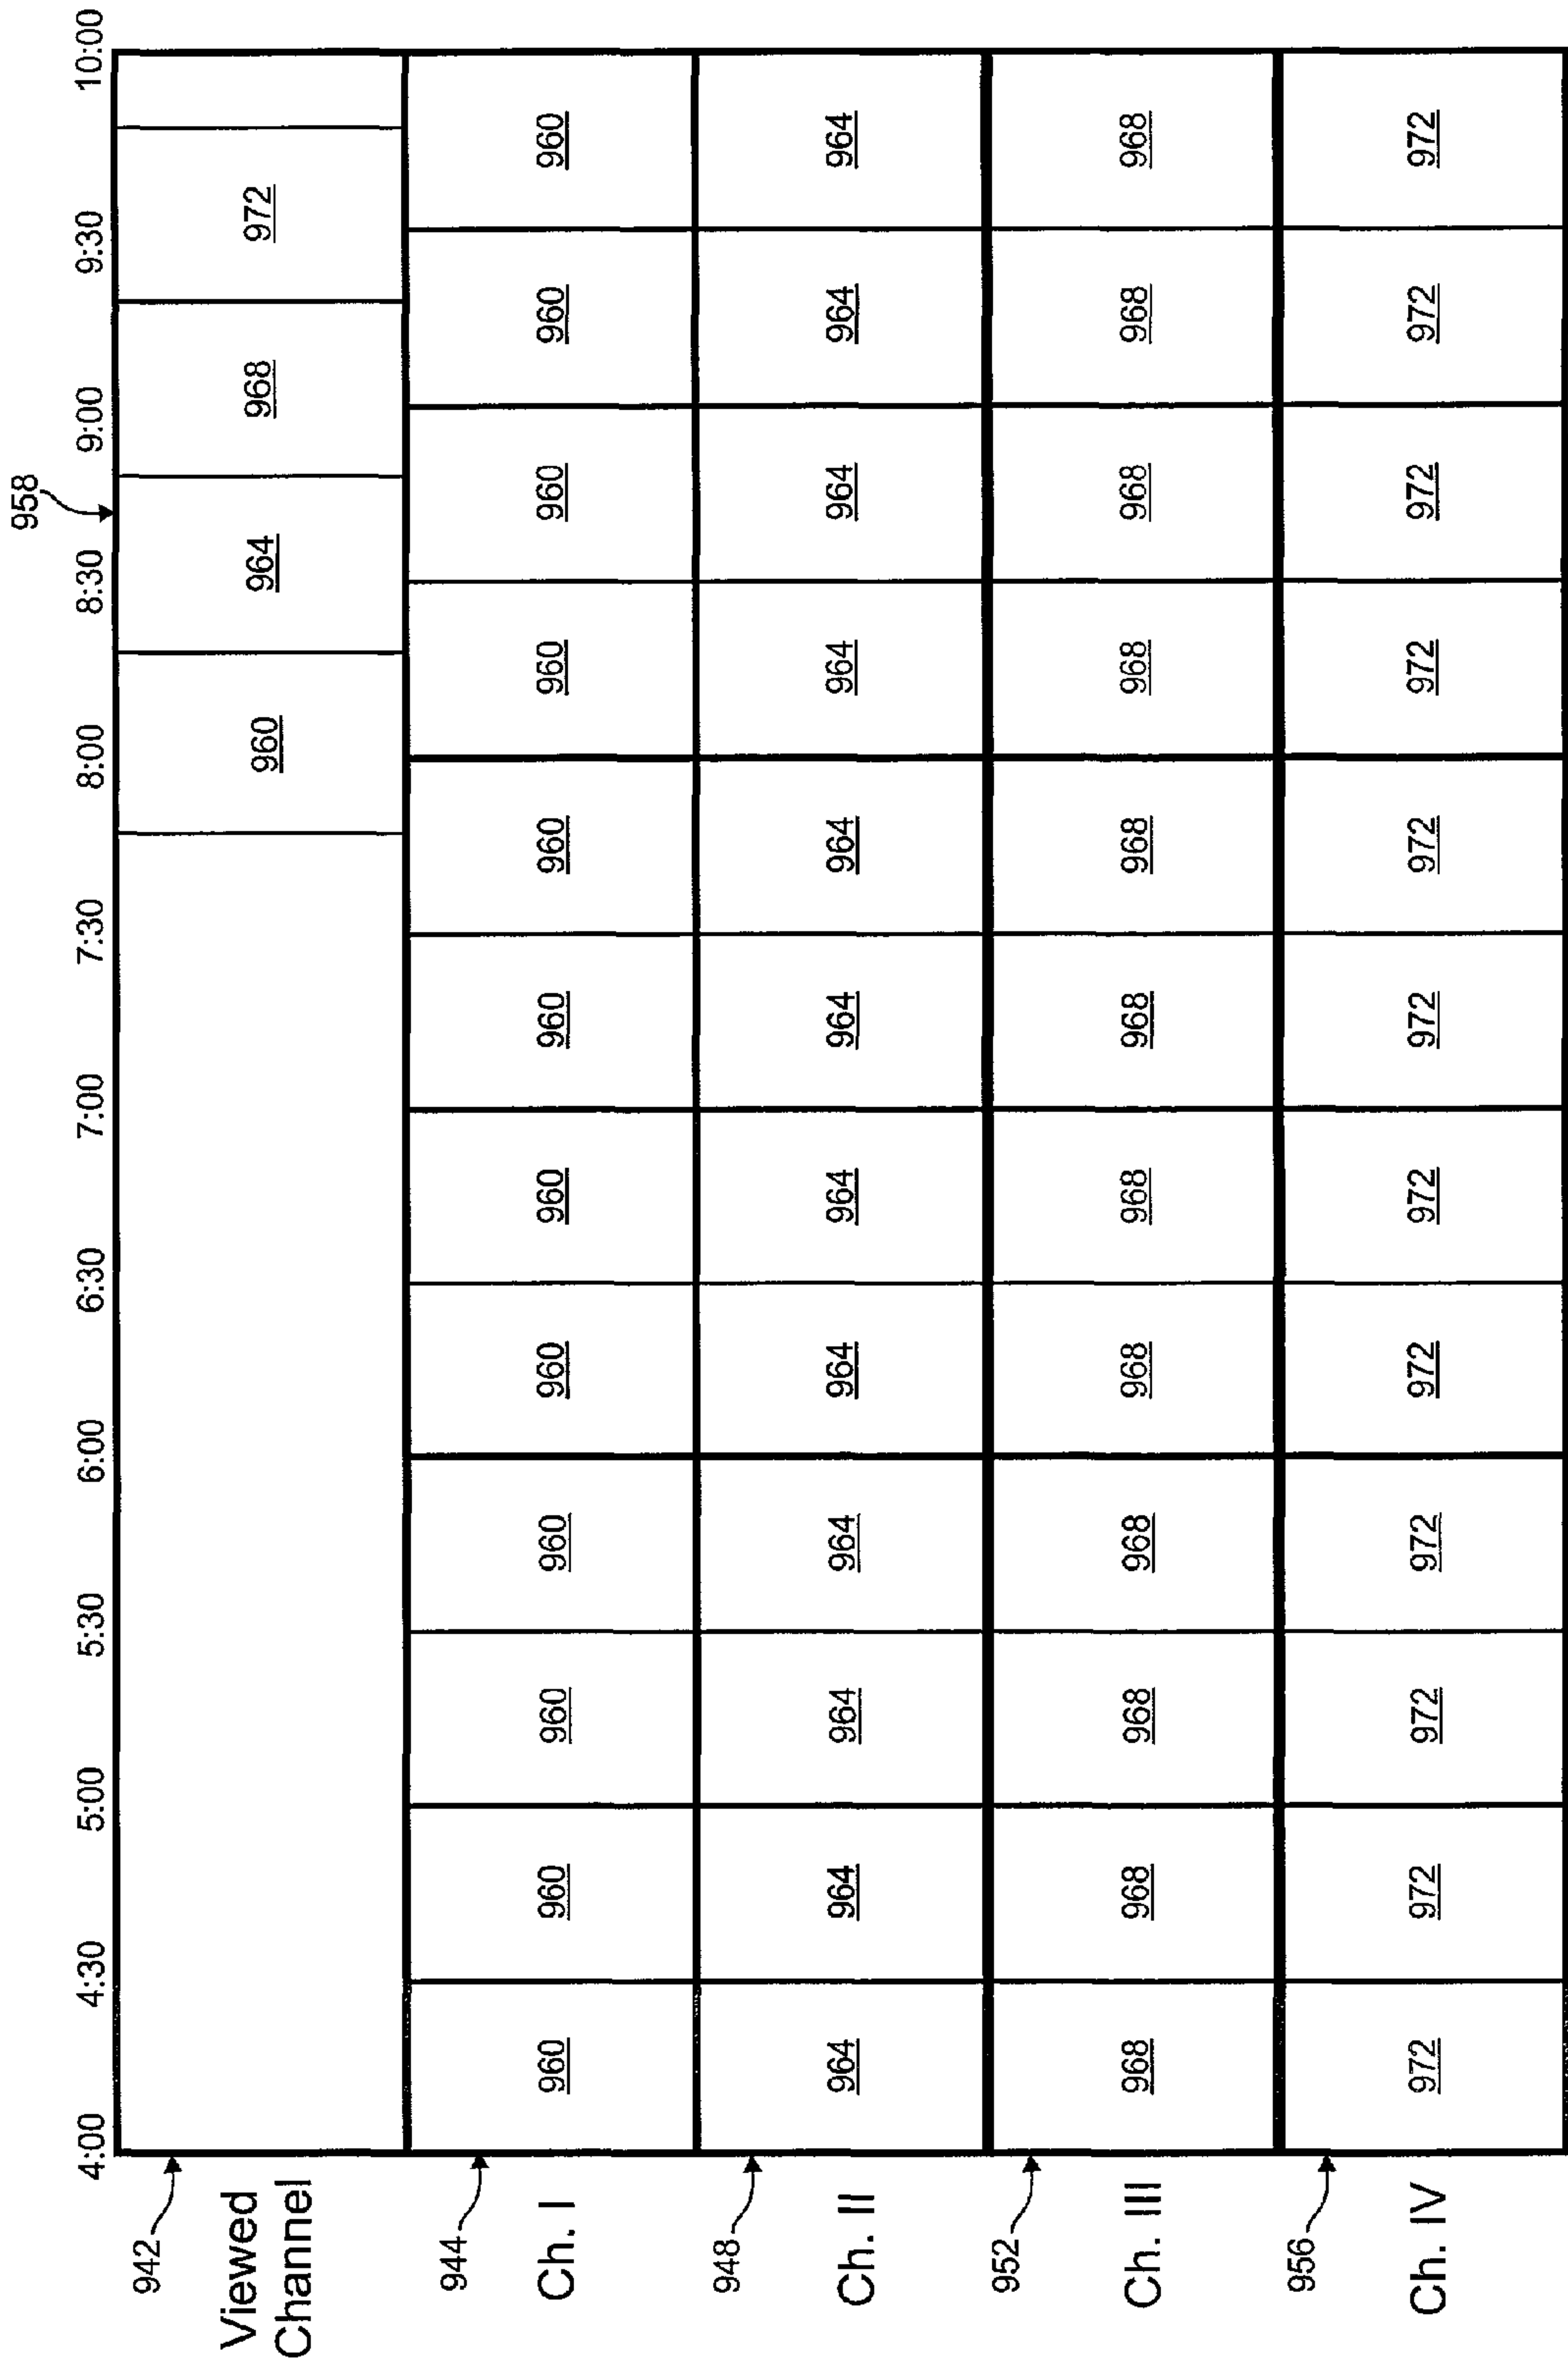 958
4:00 4:30 5:00 5:30 6:00 6:30 7:00 7:30 8:00 8:30 9:00 9:30 10:00
942
Viewed
Channel
960 964 968 972
944
Ch. I
960 960 960 960 960 960 960 960 960 960 960 960
948
Ch. II
964 964 964 964 964 964 964 964 964 964 964 964
952
Ch. III
968 968 968 968 968 968 968 968 968 968 968 968
956
Ch. IV
972 972 972 972 972 972 972 972 972 972 972 972